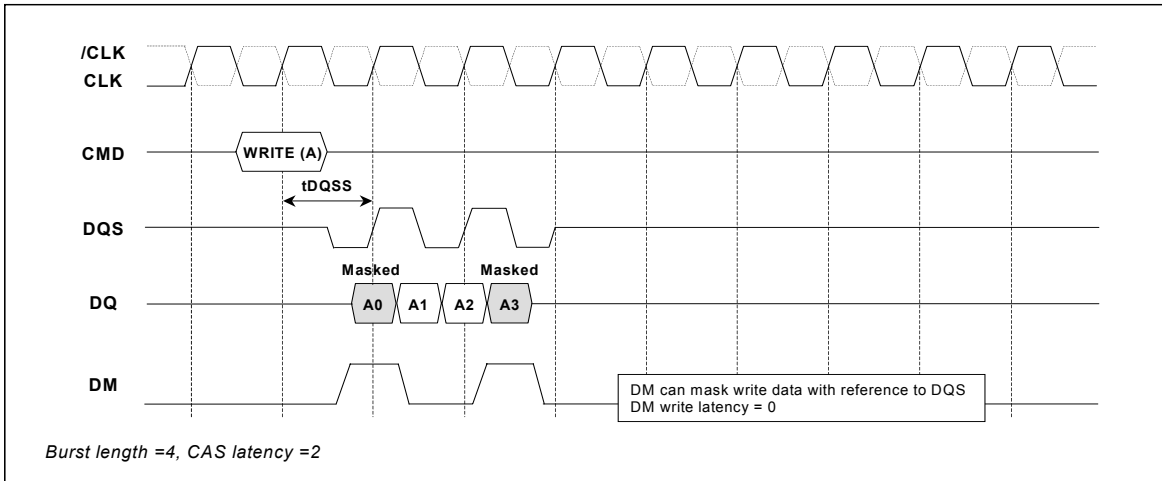 /CLK
CLK
CMD
WRITE (A)
tDQSS
DQS
Masked Masked
DQ A0 A1 A2 A3
DM
DM can mask write data with reference to DQS
DM write latency = 0
Burst length =4, CAS latency =2